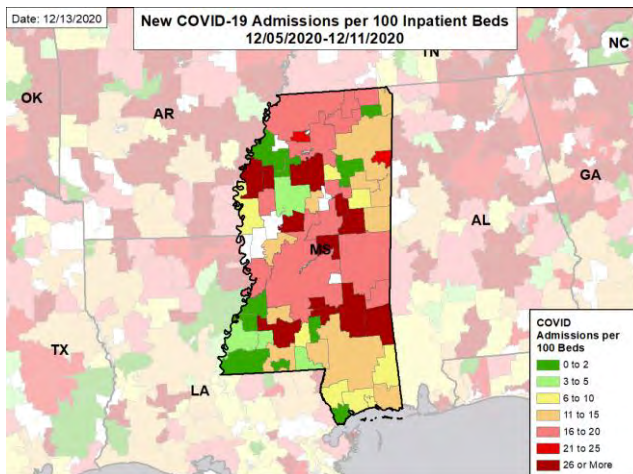 Date: 12/13/2020
New COVID-19 Admissions per 100 Inpatient Beds
12/05/2020-12/11/2020
TN
NC
OK
AR
GA
AL
MS
TX
LA
COVID
Admissions per
100 Beds
0 to 2
3 to 5
6 to 10
11 to 15
16 to 20
21 to 25
26 or More